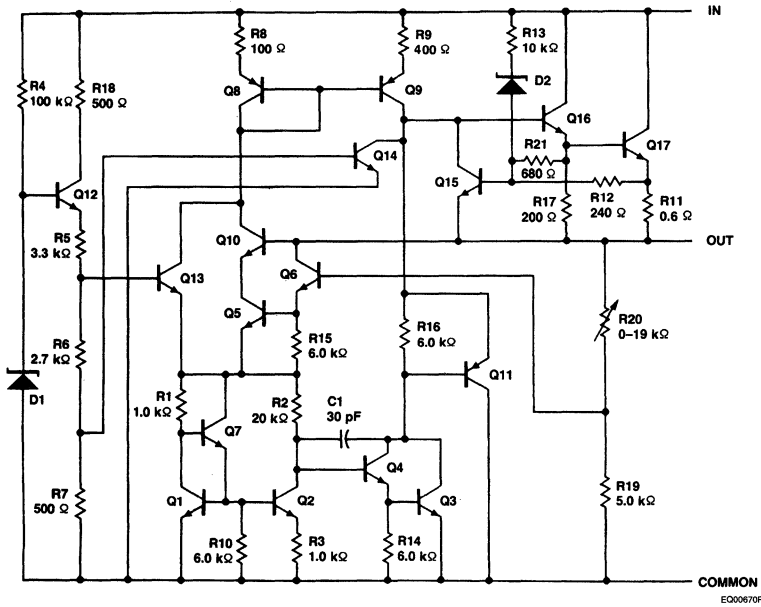 IN
R8
100 Ω
R9
400 Ω
R13
10 kΩ
R4
100 kΩ
R18
500 Ω
Q8
Q9
D2
Q16
Q14
R21
680 Ω
Q17
Q12
Q15
R17
200 Ω
R12
240 Ω
R11
0.6 Ω
R5
3.3 kΩ
Q10
OUT
Q13
Q6
Q5
R20
0–19 kΩ
R6
2.7 kΩ
R15
6.0 kΩ
R16
6.0 kΩ
Q11
D1
R1
1.0 kΩ
R2
20 kΩ
C1
30 pF
Q7
Q4
R7
500 Ω
Q1
Q2
Q3
R19
5.0 kΩ
R10
6.0 kΩ
R3
1.0 kΩ
R14
6.0 kΩ
COMMON
EQ00670F